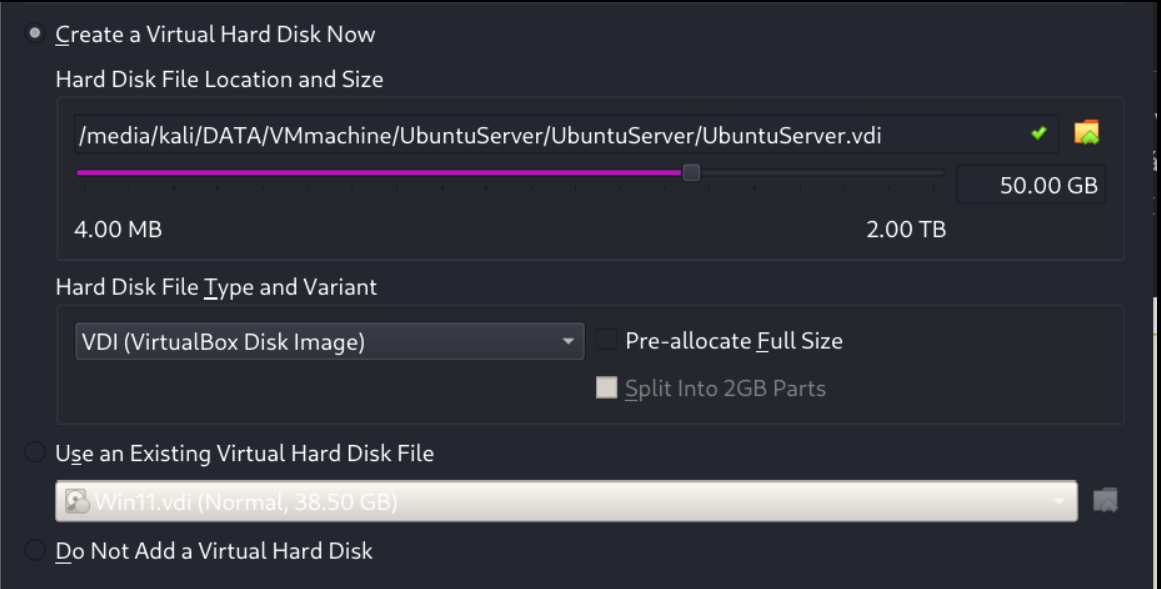 Create a Virtual Hard Disk Now
Hard Disk File Location and Size
/media/kali/DATA/VMmachine/UbuntuServer/UbuntuServer/UbuntuServer.vdi
50.00 GB
4.00 MB 2.00 TB
Hard Disk File Type and Variant
VDI (VirtualBox Disk Image) Pre-allocate Full Size
Split Into 2GB Parts
Use an Existing Virtual Hard Disk File
Win11.vdi (Normal, 38.50 GB)
Do Not Add a Virtual Hard Disk